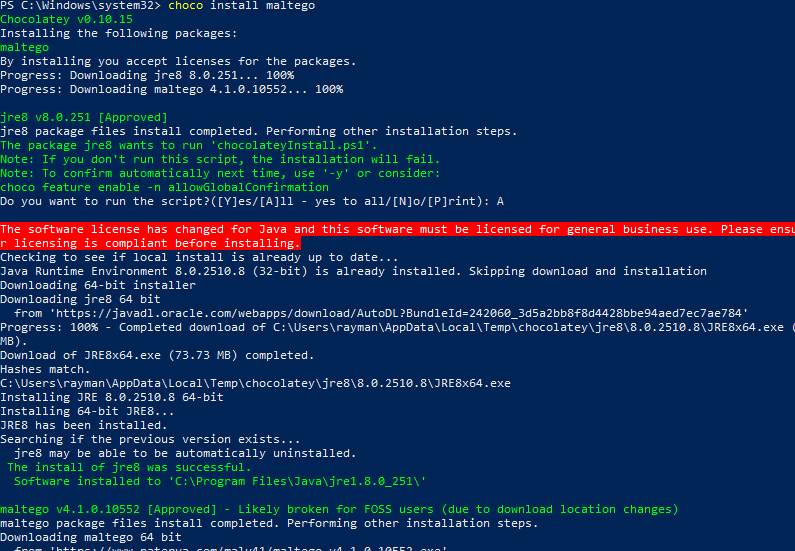 PS C:\Windows\system32> choco install maltego
Chocolatey v0.10.15
Installing the following packages:
maltego
By installing you accept licenses for the packages.
Progress: Downloading jre8 8.0.251... 100%
Progress: Downloading maltego 4.1.0.10552... 100%
jre8 v8.0.251 [Approved]
jre8 package files install completed. Performing other installation steps.
The package jre8 wants to run 'chocolateyInstall.ps1'.
Note: If you don't run this script, the installation will fail.
Note: To confirm automatically next time, use '-y' or consider:
choco feature enable -n allowGlobalConfirmation
Do you want to run the script?([Y]es/[A]ll - yes to all/[N]o/[P]rint): A
The software license has changed for Java and this software must be licensed for general business use. Please ensu
r licensing is compliant before installing.
Checking to see if local install is already up to date...
Java Runtime Environment 8.0.2510.8 (32-bit) is already installed. Skipping download and installation
Downloading 64-bit installer
Downloading jre8 64 bit
from 'https://javadl.oracle.com/webapps/download/AutoDL?BundleId=242060_3d5a2bb8f8d4428bbe94aed7ec7ae784'
Progress: 100% - Completed download of C:\Users\rayman\AppData\Local\Temp\chocolatey\jre8\8.0.2510.8\JRE8x64.exe (
MB).
Download of JRE8x64.exe (73.73 MB) completed.
Hashes match.
C:\Users\rayman\AppData\Local\Temp\chocolatey\jre8\8.0.2510.8\JRE8x64.exe
Installing JRE 8.0.2510.8 64-bit
Installing 64-bit JRE8...
JRE8 has been installed.
Searching if the previous version exists...
jre8 may be able to be automatically uninstalled.
The install of jre8 was successful.
Software installed to 'C:\Program Files\Java\jre1.8.0_251\'
maltego v4.1.0.10552 [Approved] - Likely broken for FOSS users (due to download location changes)
maltego package files install completed. Performing other installation steps.
Downloading maltego 64 bit
from 'https://www.paterva.com/malv41/maltego.v4.1.0.10552.exe'